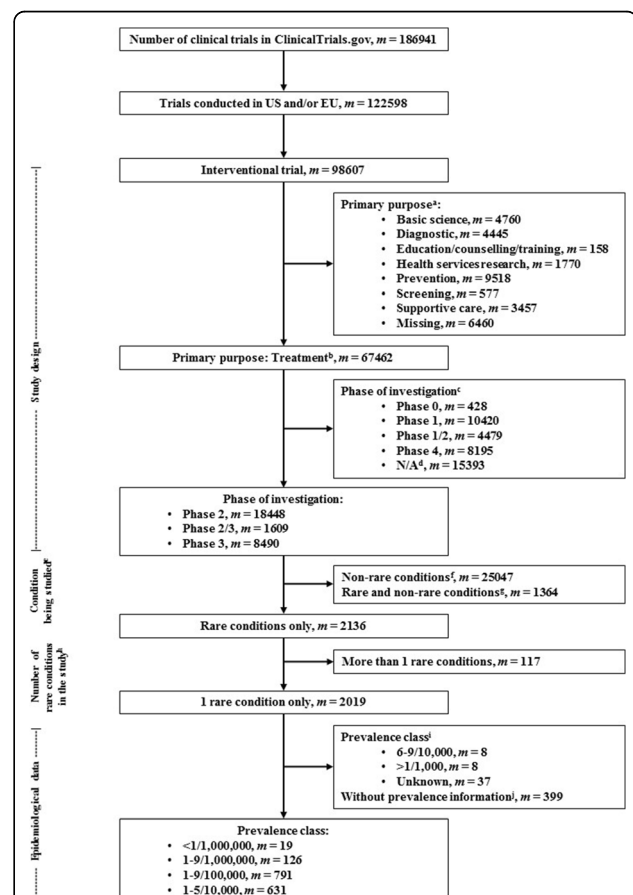 Number of clinical trials in ClinicalTrials.gov, m = 186941
Trials conducted in US and/or EU, m = 122598
Interventional trial, m = 98607
Primary purposeᵃ:
• Basic science, m = 4760
• Diagnostic, m = 4445
• Education/counselling/training, m = 158
• Health services research, m = 1770
• Prevention, m = 9518
• Screening, m = 577
• Supportive care, m = 3457
• Missing, m = 6460
Study design
Primary purpose: Treatmentᵇ, m = 67462
Phase of investigationᶜ
• Phase 0, m = 428
• Phase 1, m = 10420
• Phase 1/2, m = 4479
• Phase 4, m = 8195
• N/Aᵈ, m = 15393
Phase of investigation:
• Phase 2, m = 18448
• Phase 2/3, m = 1609
• Phase 3, m = 8490
Condition
being studiedᵉ
Non-rare conditionsᶠ, m = 25047
Rare and non-rare conditionsᵍ, m = 1364
Rare conditions only, m = 2136
Number of
rare conditions
in the studyʰ
More than 1 rare conditions, m = 117
1 rare condition only, m = 2019
Epidemiological data
Prevalence classⁱ
• 6-9/10,000, m = 8
• >1/1,000, m = 8
• Unknown, m = 37
Without prevalence informationʲ, m = 399
Prevalence class:
• <1/1,000,000, m = 19
• 1-9/1,000,000, m = 126
• 1-9/100,000, m = 791
• 1-5/10,000, m = 631